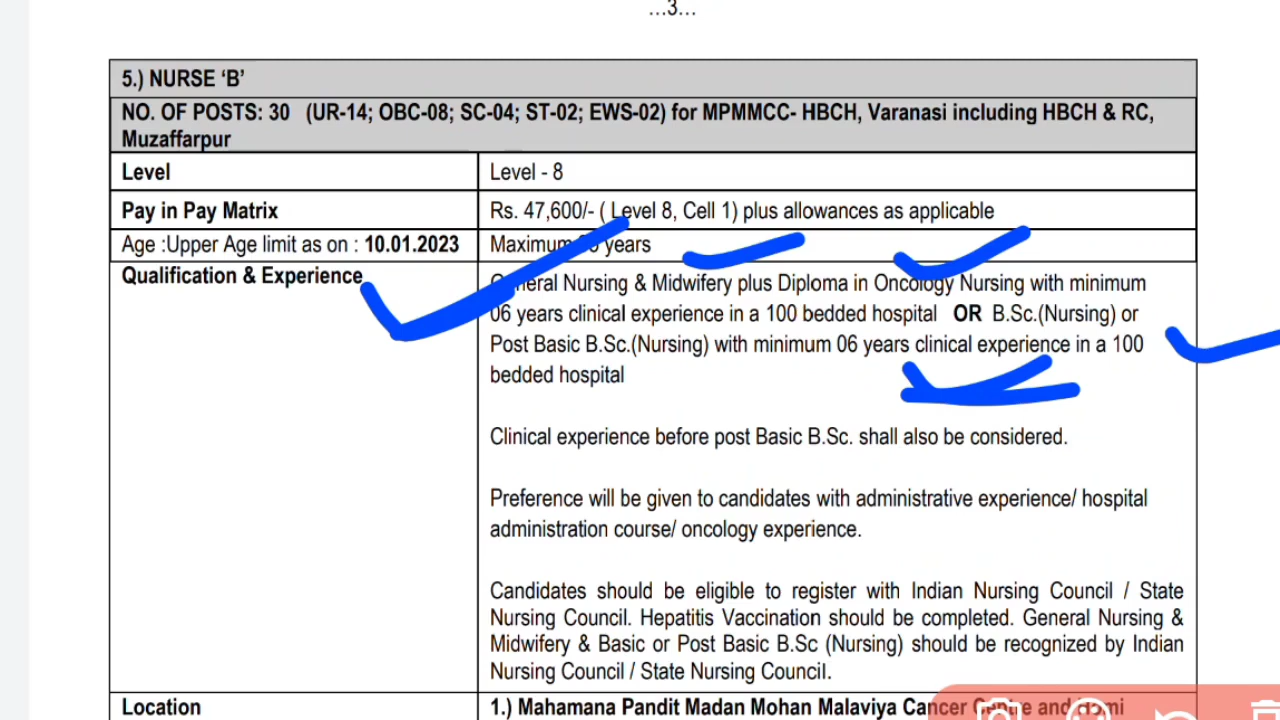 ...3...
5.) NURSE ‘B’
NO. OF POSTS: 30 (UR-14; OBC-08; SC-04; ST-02; EWS-02) for MPMMCC- HBCH, Varanasi including HBCH & RC,
Muzaffarpur
Level
Level - 8
Pay in Pay Matrix
Rs. 47,600/- ( Level 8, Cell 1) plus allowances as applicable
Age :Upper Age limit as on : 10.01.2023
Maximum years
Qualification & Experience
General Nursing & Midwifery plus Diploma in Oncology Nursing with minimum
06 years clinical experience in a 100 bedded hospital OR B.Sc.(Nursing) or
Post Basic B.Sc.(Nursing) with minimum 06 years clinical experience in a 100
bedded hospital
Clinical experience before post Basic B.Sc. shall also be considered.
Preference will be given to candidates with administrative experience/ hospital
administration course/ oncology experience.
Candidates should be eligible to register with Indian Nursing Council / State
Nursing Council. Hepatitis Vaccination should be completed. General Nursing &
Midwifery & Basic or Post Basic B.Sc (Nursing) should be recognized by Indian
Nursing Council / State Nursing Council.
Location
1.) Mahamana Pandit Madan Mohan Malaviya Cancer Centre and Homi